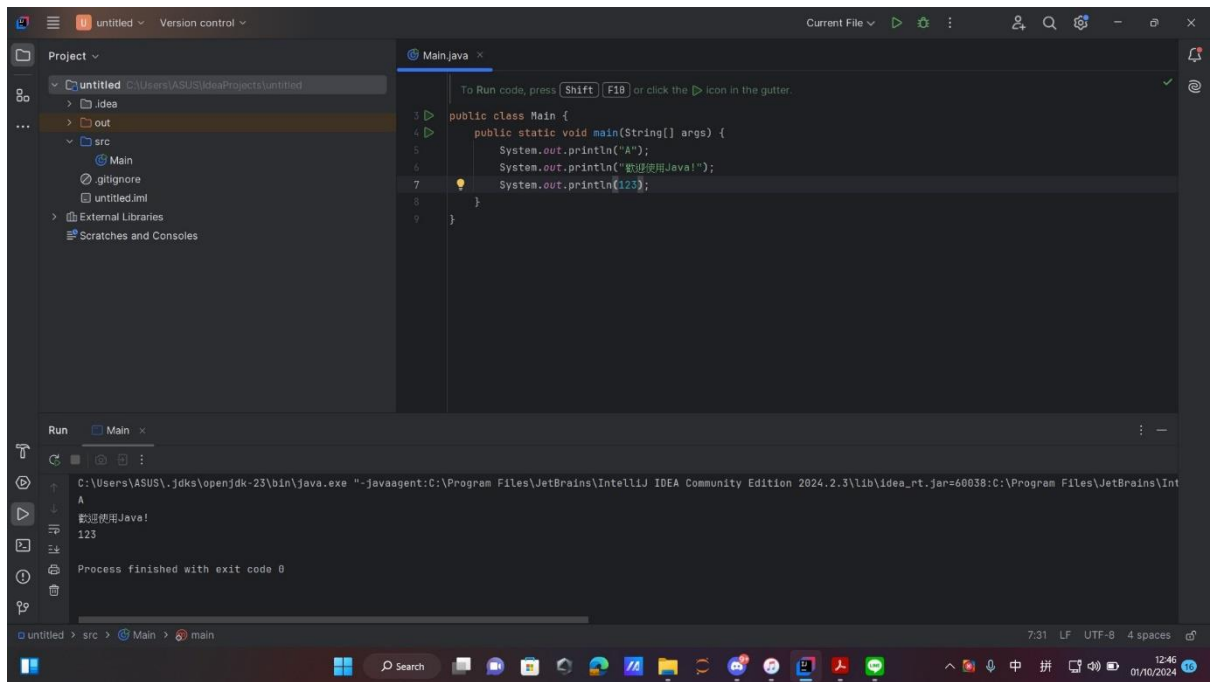 U untitled Version control Current File
Project
Main.java
untitled C:\Users\ASUS\IdeaProjects\untitled
.idea
out
src
Main
.gitignore
untitled.iml
External Libraries
Scratches and Consoles
To Run code, press Shift F10 or click the icon in the gutter.
3 public class Main {
4 public static void main(String[] args) {
5 System.out.println("A");
6 System.out.println("歡迎使用Java!");
7 System.out.println(123);
8 }
9 }
Run Main
C:\Users\ASUS\.jdks\openjdk-23\bin\java.exe "-javaagent:C:\Program Files\JetBrains\IntelliJ IDEA Community Edition 2024.2.3\lib\idea_rt.jar=60038:C:\Program Files\JetBrains\Int
A
歡迎使用Java!
123
Process finished with exit code 0
untitled > src > Main > main 7:31 LF UTF-8 4 spaces
Search 中 拼 12:46
01/10/2024 16